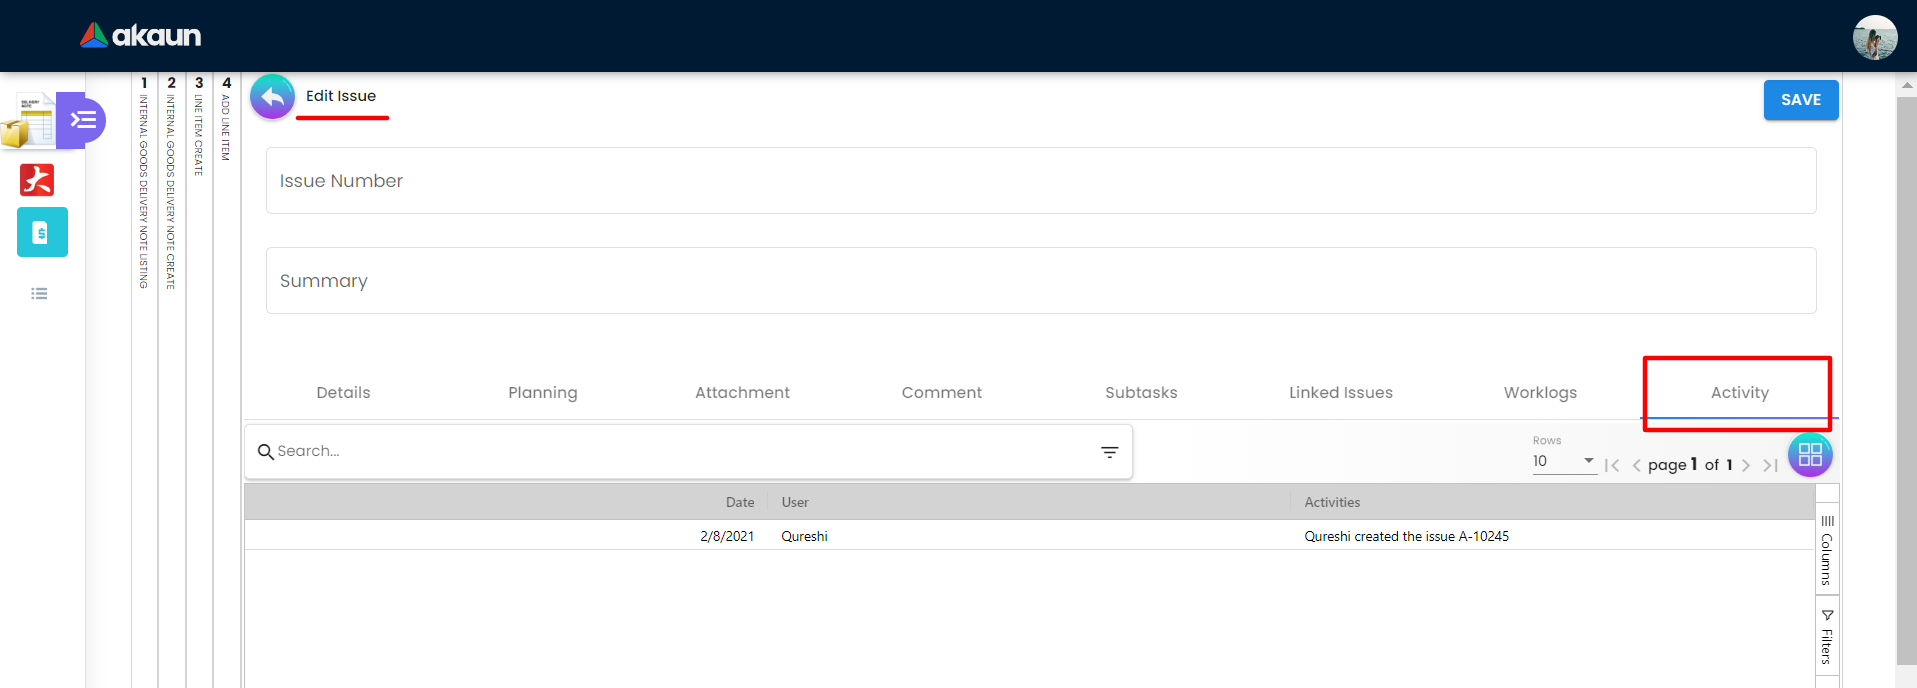 akaun
1 INTERNAL GOODS DELIVERY NOTE LISTING
2 INTERNAL GOODS DELIVERY NOTE CREATE
3 LINE ITEM CREATE
4 ADD LINE ITEM
Edit Issue
SAVE
Issue Number
Summary
Details Planning Attachment Comment Subtasks Linked Issues Worklogs Activity
Search...
Rows
10
page 1 of 1
Date User Activities
2/8/2021 Qureshi Qureshi created the issue A-10245
Columns
Filters